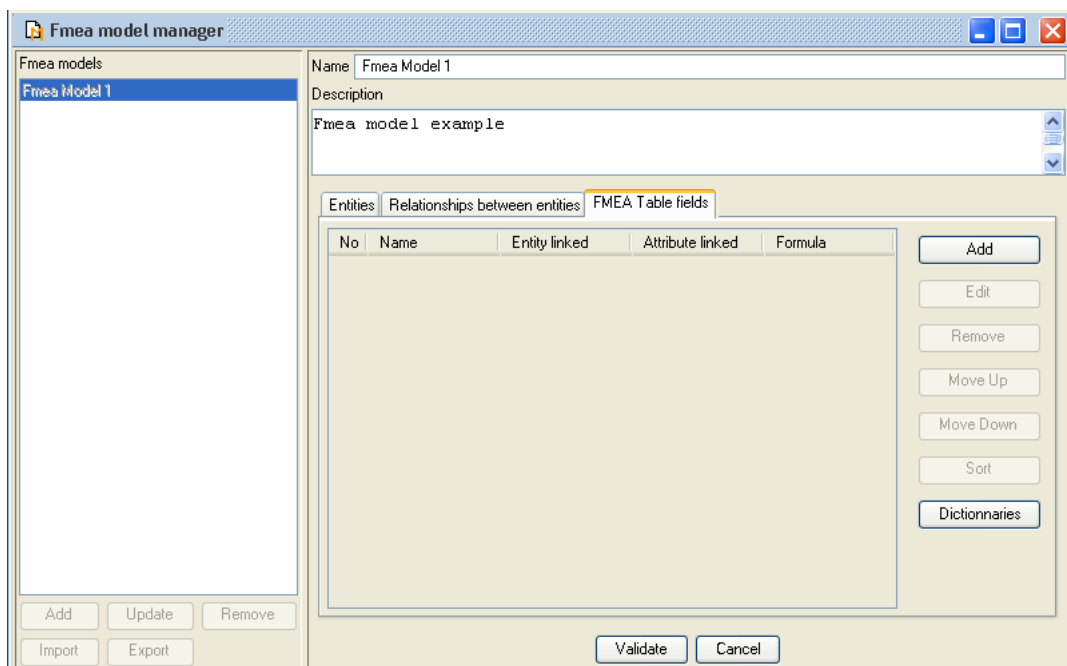 Fmea model manager
Fmea models
Fmea Model 1
Add Update Remove
Import Export
Name Fmea Model 1
Description
Fmea model example
Entities Relationships between entities FMEA Table fields
No Name Entity linked Attribute linked Formula
Add
Edit
Remove
Move Up
Move Down
Sort
Dictionnaries
Validate Cancel